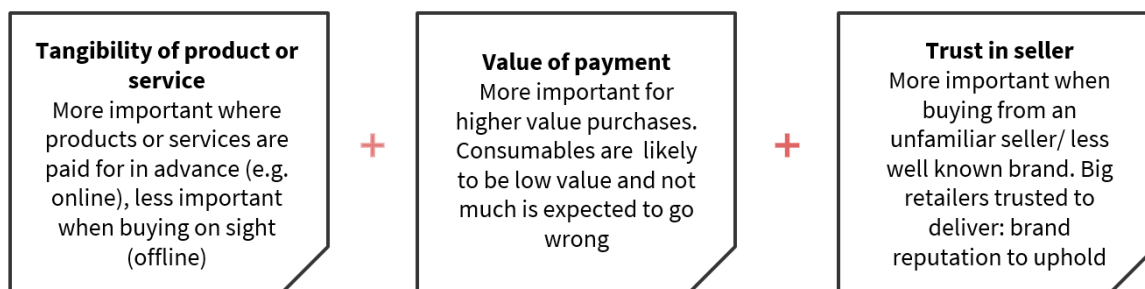 Tangibility of product or
service
More important where
products or services are
paid for in advance (e.g.
online), less important
when buying on sight
(offline)
+
Value of payment
More important for
higher value purchases.
Consumables are likely
to be low value and not
much is expected to go
wrong
+
Trust in seller
More important when
buying from an
unfamiliar seller/ less
well known brand. Big
retailers trusted to
deliver: brand
reputation to uphold